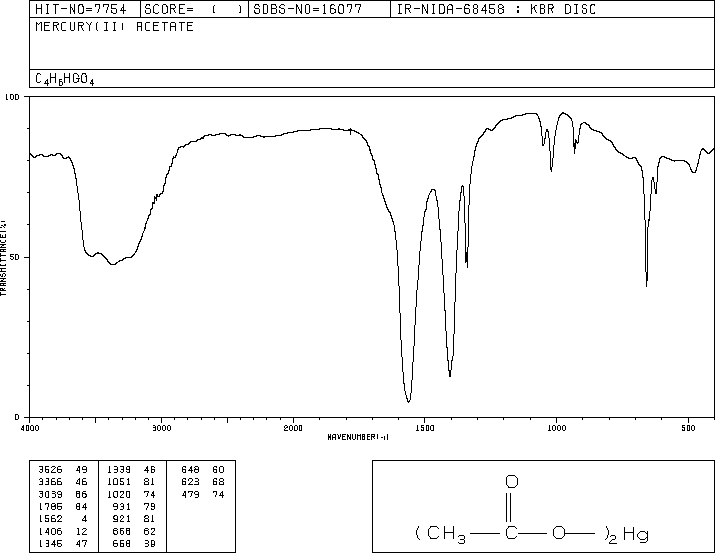 HIT-NO=7754 SCORE= ( ) SDBS-NO=16077 IR-NIDA-68458 : KBR DISC
MERCURY(II) ACETATE
C4H6HGO4
100
50
0
TRANSMITTANCE(%)
4000 3000 2000 1500 1000 500
WAVENUMBER(-1)
3526 49 1339 46 648 60
3366 46 1051 81 623 68
3039 86 1020 74 479 74
1785 84 931 79
1562 4 921 81
1406 12 668 62
1345 47 658 39
O
(CH3—C—O—)2Hg